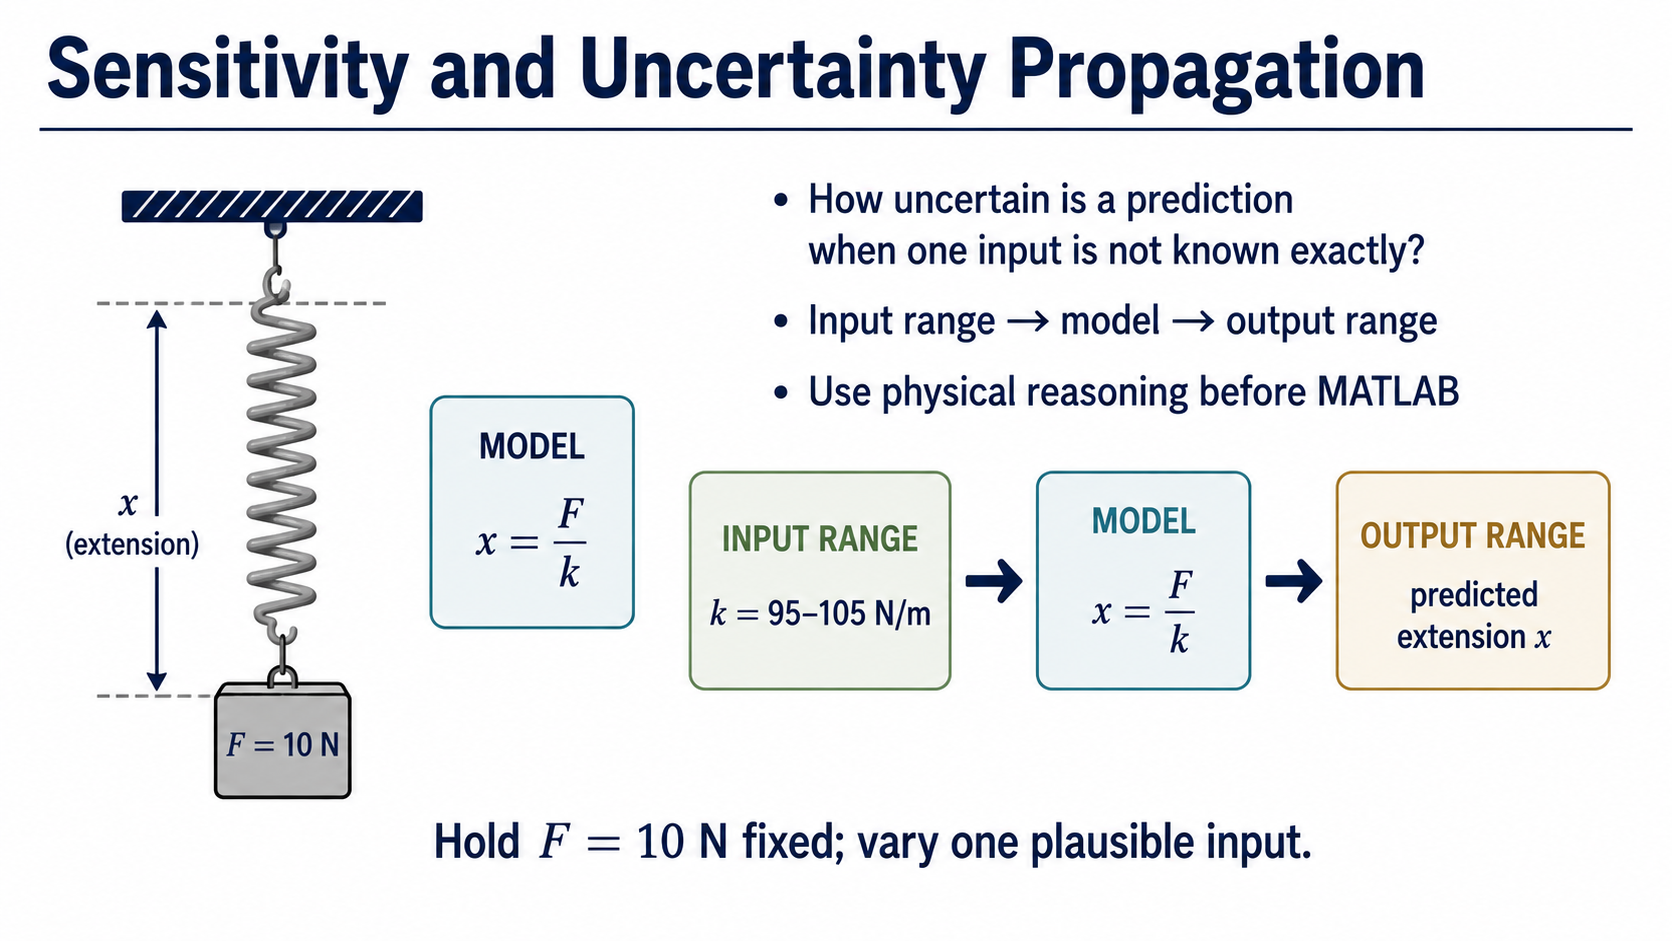 Sensitivity and Uncertainty Propagation
• How uncertain is a prediction
when one input is not known exactly?
• Input range → model → output range
• Use physical reasoning before MATLAB
x
(extension)
F = 10 N
MODEL
x = F/k
INPUT RANGE
k = 95–105 N/m
MODEL
x = F/k
OUTPUT RANGE
predicted
extension x
Hold F = 10 N fixed; vary one plausible input.